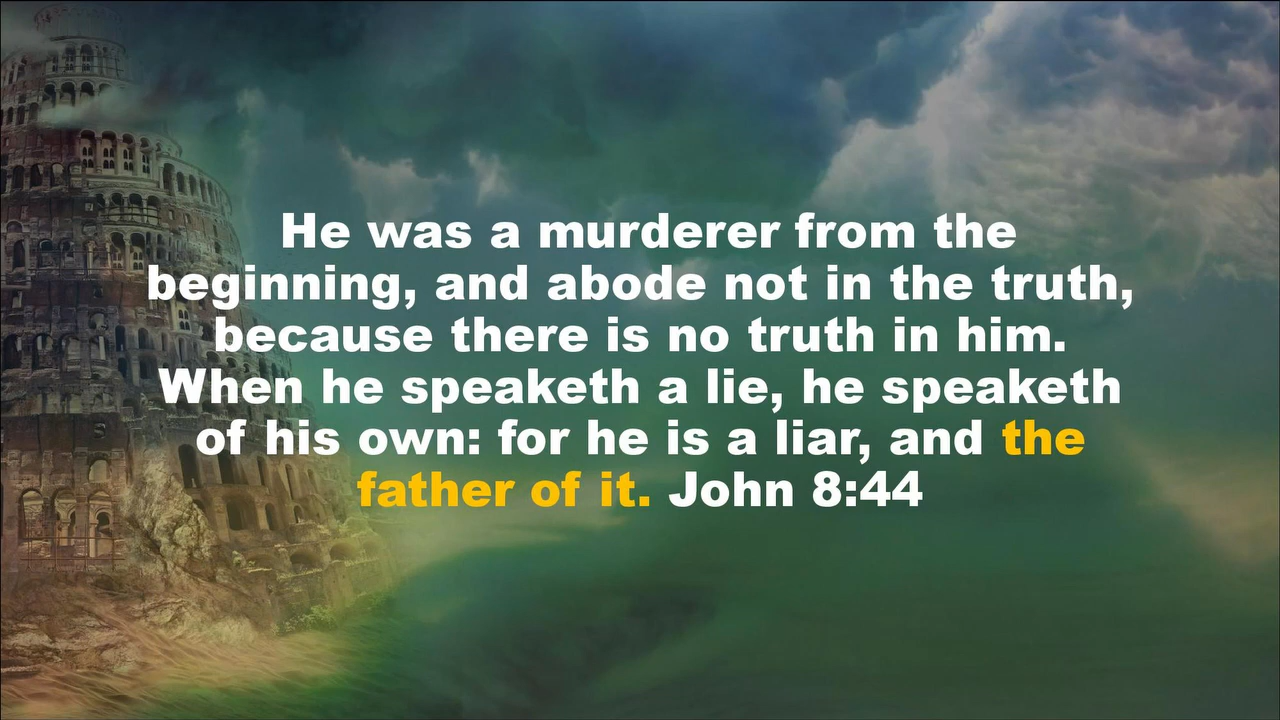 He was a murderer from the
beginning, and abode not in the truth,
because there is no truth in him.
When he speaketh a lie, he speaketh
of his own: for he is a liar, and the
father of it. John 8:44